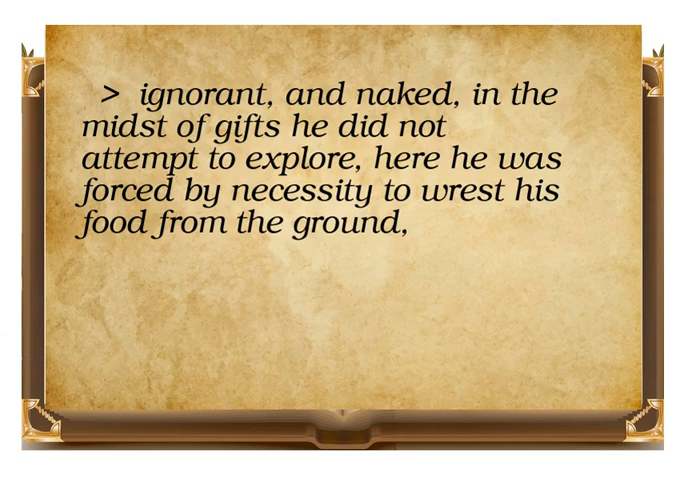 > ignorant, and naked, in the
midst of gifts he did not
attempt to explore, here he was
forced by necessity to wrest his
food from the ground,